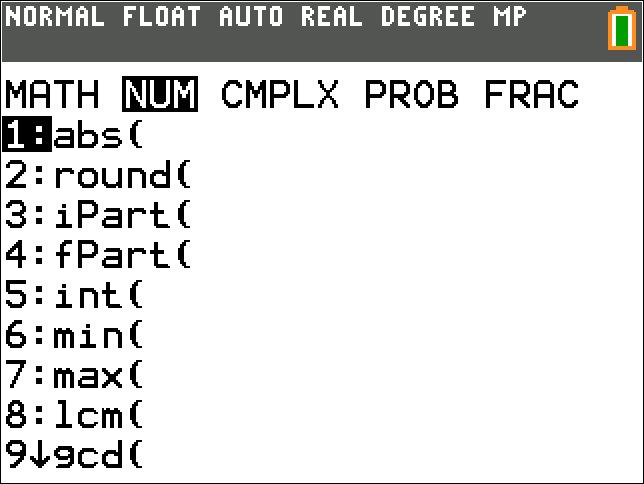 NORMAL FLOAT AUTO REAL DEGREE MP
MATH NUM CMPLX PROB FRAC
1:abs(
2:round(
3:iPart(
4:fPart(
5:int(
6:min(
7:max(
8:lcm(
9↓gcd(